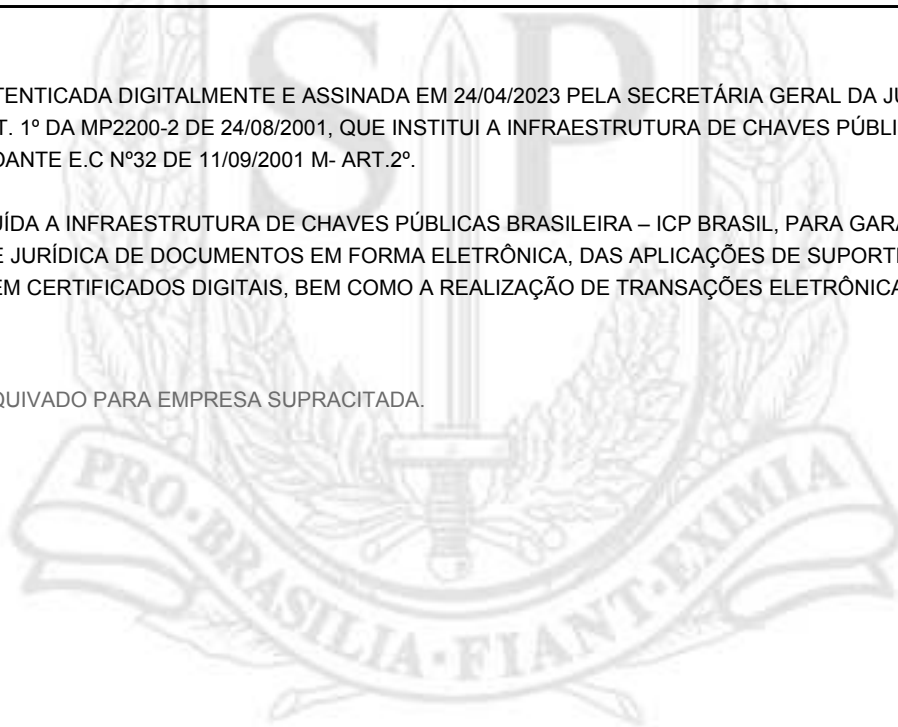 TENTICADA DIGITALMENTE E ASSINADA EM 24/04/2023 PELA SECRETÁRIA GERAL DA JU
T. 1º DA MP2200-2 DE 24/08/2001, QUE INSTITUI A INFRAESTRUTURA DE CHAVES PÚBLI
DANTE E.C Nº32 DE 11/09/2001 M- ART.2º.
UÍDA A INFRAESTRUTURA DE CHAVES PÚBLICAS BRASILEIRA – ICP BRASIL, PARA GARA
E JURÍDICA DE DOCUMENTOS EM FORMA ELETRÔNICA, DAS APLICAÇÕES DE SUPORTE
EM CERTIFICADOS DIGITAIS, BEM COMO A REALIZAÇÃO DE TRANSAÇÕES ELETRÔNICA
QUIVADO PARA EMPRESA SUPRACITADA.
SP
PRO·BRASILIA·FIANT·EXIMIA